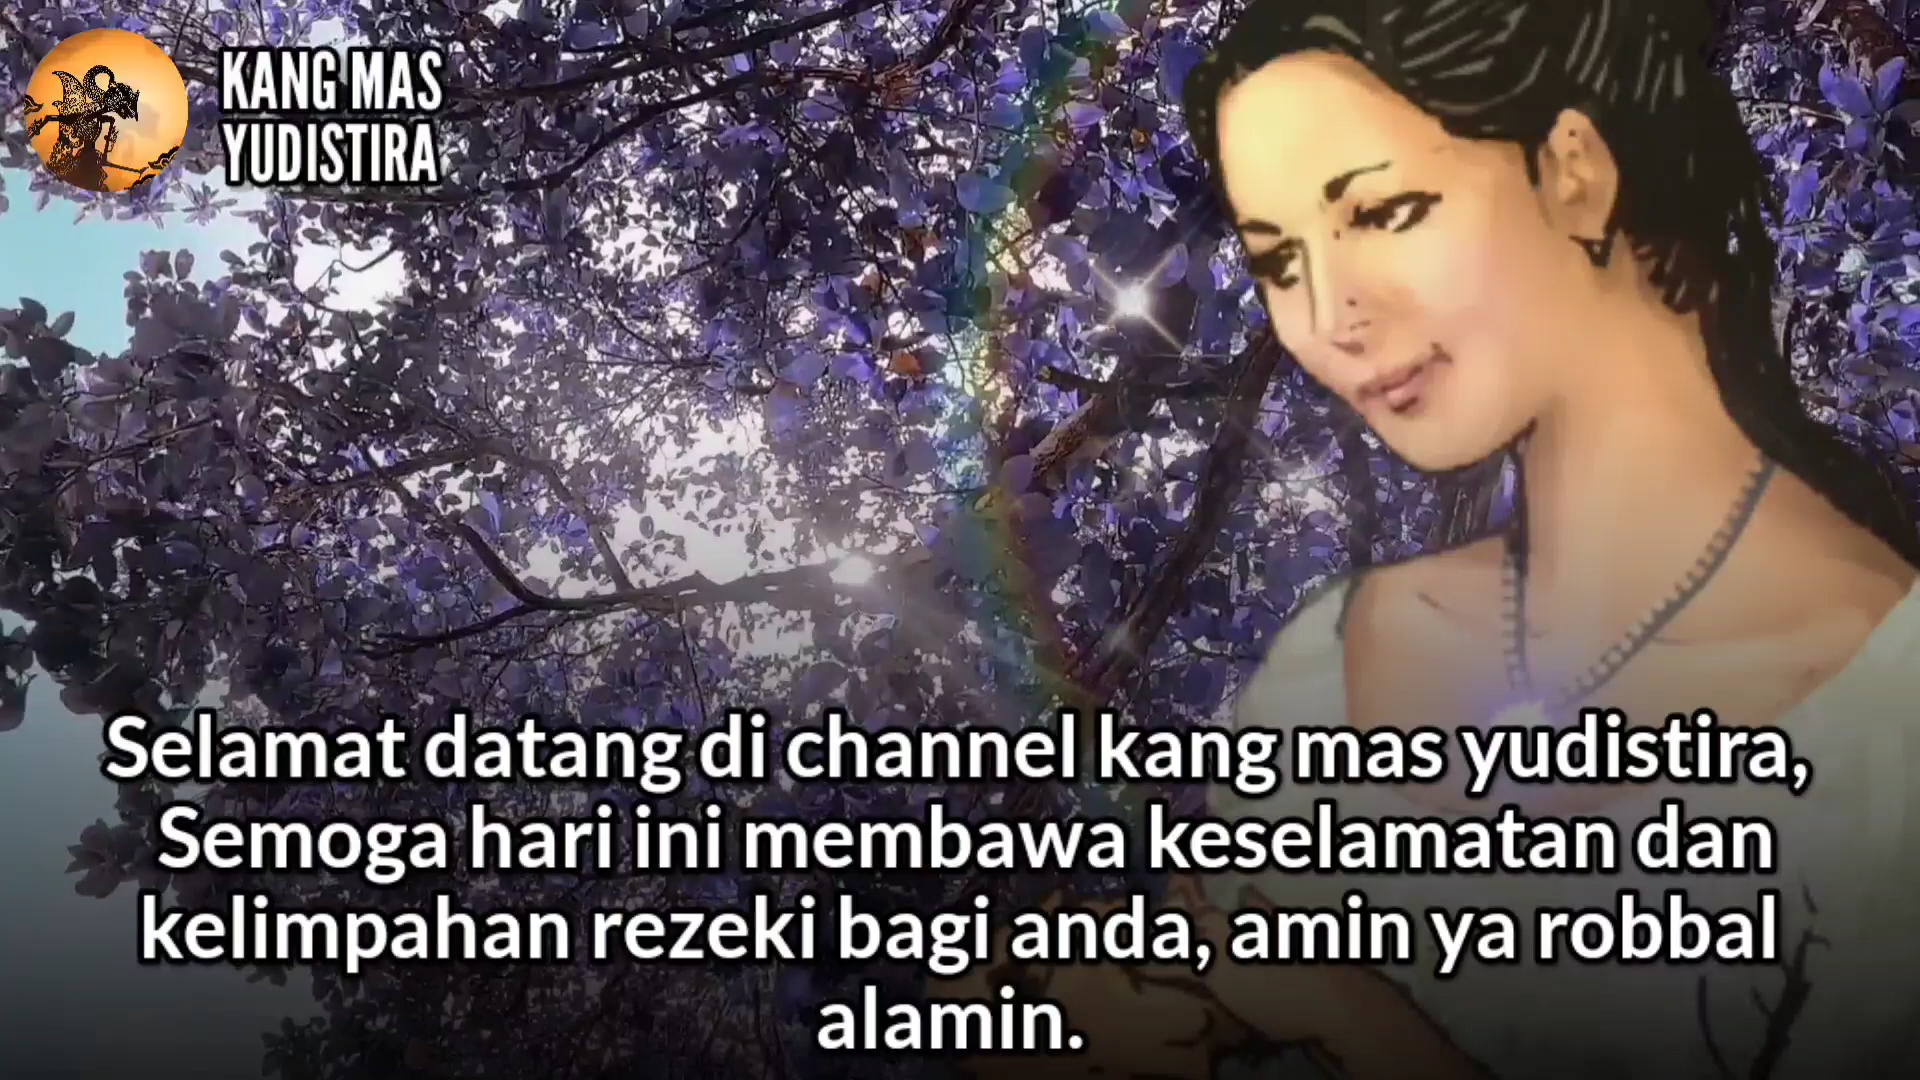 KANG MAS
YUDISTIRA
Selamat datang di channel kang mas yudistira,
Semoga hari ini membawa keselamatan dan
kelimpahan rezeki bagi anda, amin ya robbal
alamin.